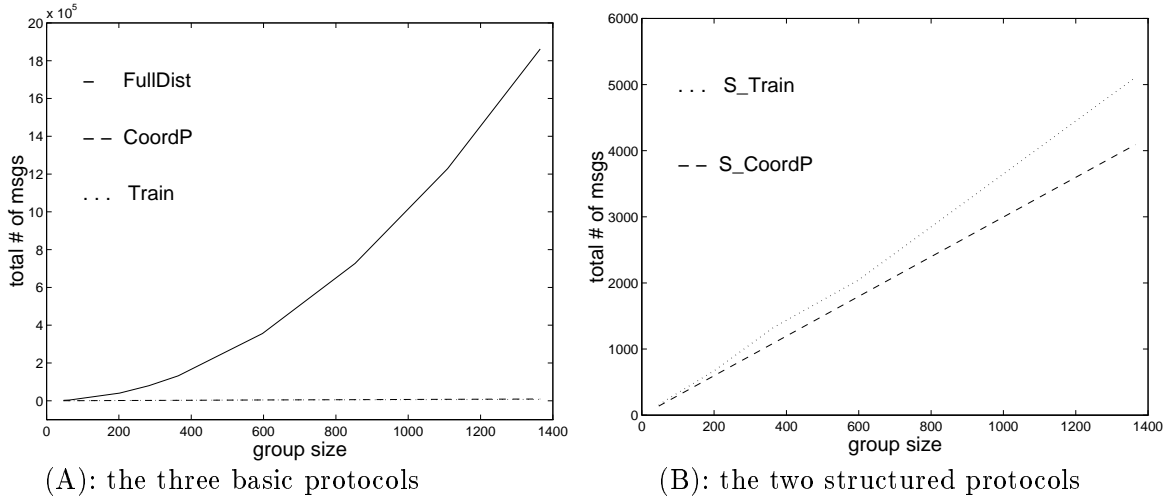 x 10^5
20
18
16
14
12
10
8
6
4
2
0
0 200 400 600 800 1000 1200 1400
total # of msgs
group size
FullDist
CoordP
Train
(A): the three basic protocols
6000
5000
4000
3000
2000
1000
0
0 200 400 600 800 1000 1200 1400
total # of msgs
group size
S_Train
S_CoordP
(B): the two structured protocols